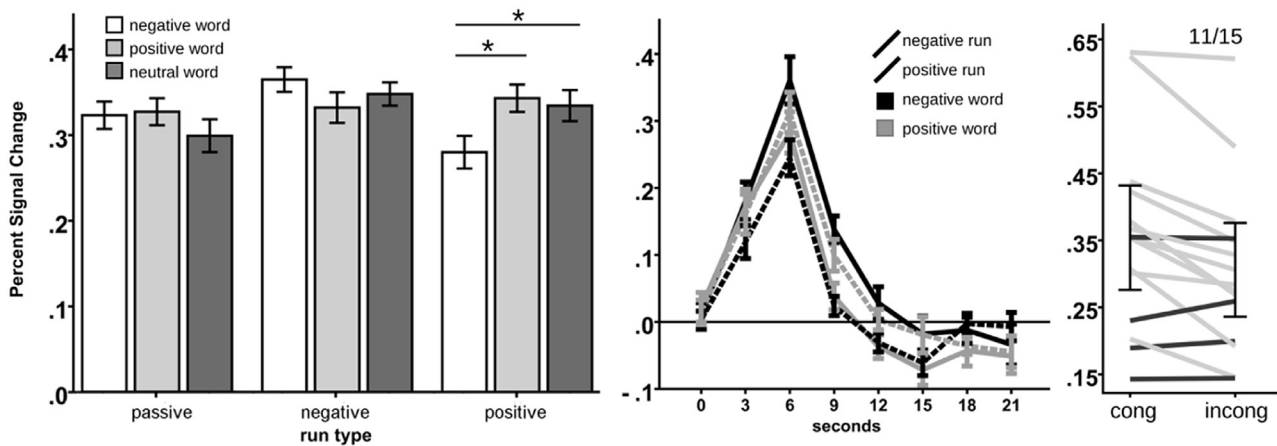 negative word
positive word
neutral word
*
*
Percent Signal Change
.4
.3
.2
.1
.0
passive
negative
positive
run type
negative run
positive run
negative word
positive word
.4
.3
.2
.1
.0
-.1
0
3
6
9
12
15
18
21
seconds
11/15
.65
.55
.45
.35
.25
.15
cong
incong